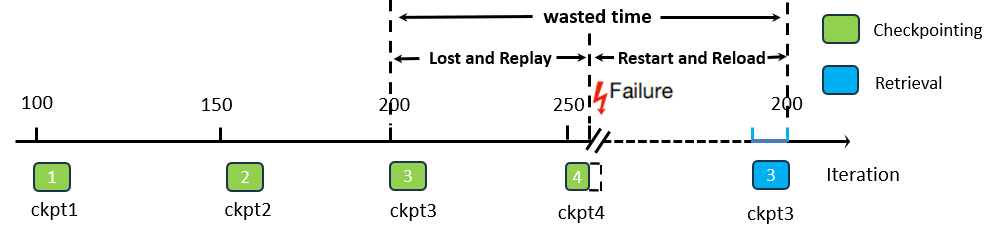 wasted time
Checkpointing
Lost and Replay
Restart and Reload
Retrieval
Failure
100
150
200
250
200
1
2
3
4
3
Iteration
ckpt1
ckpt2
ckpt3
ckpt4
ckpt3